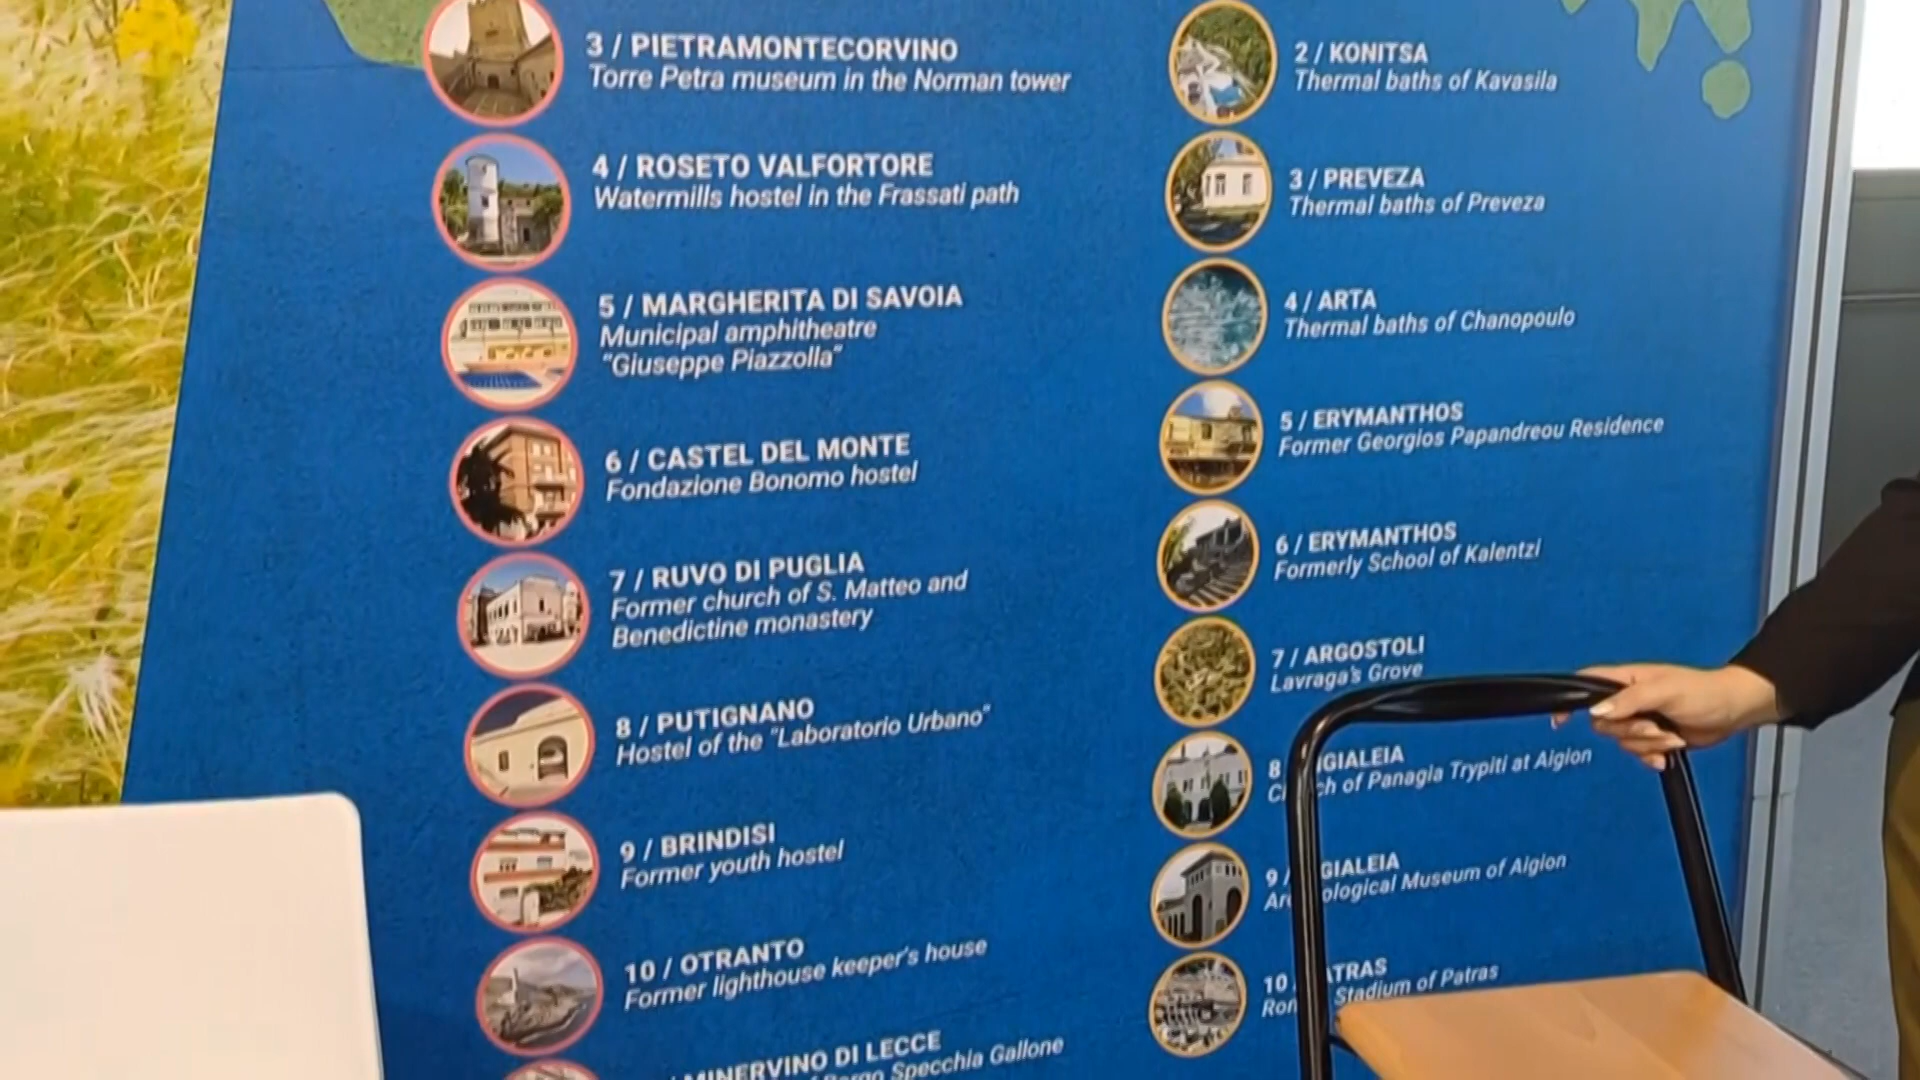 3 / PIETRAMONTECORVINO
Torre Petra museum in the Norman tower
4 / ROSETO VALFORTORE
Watermills hostel in the Frassati path
5 / MARGHERITA DI SAVOIA
Municipal amphitheatre
"Giuseppe Piazzolla"
6 / CASTEL DEL MONTE
Fondazione Bonomo hostel
7 / RUVO DI PUGLIA
Former church of S. Matteo and
Benedictine monastery
8 / PUTIGNANO
Hostel of the "Laboratorio Urbano"
9 / BRINDISI
Former youth hostel
10 / OTRANTO
Former lighthouse keeper's house
MINERVINO DI LECCE
Specchia Gallone
2 / KONITSA
Thermal baths of Kavasila
3 / PREVEZA
Thermal baths of Preveza
4 / ARTA
Thermal baths of Chanopoulo
5 / ERYMANTHOS
Former Georgios Papandreou Residence
6 / ERYMANTHOS
Formerly School of Kalentzi
7 / ARGOSTOLI
Lavraga's Grove
8
of Panagia Trypiti at Aigion
9 /
Museum of Aigion
10
Stadium of Patras